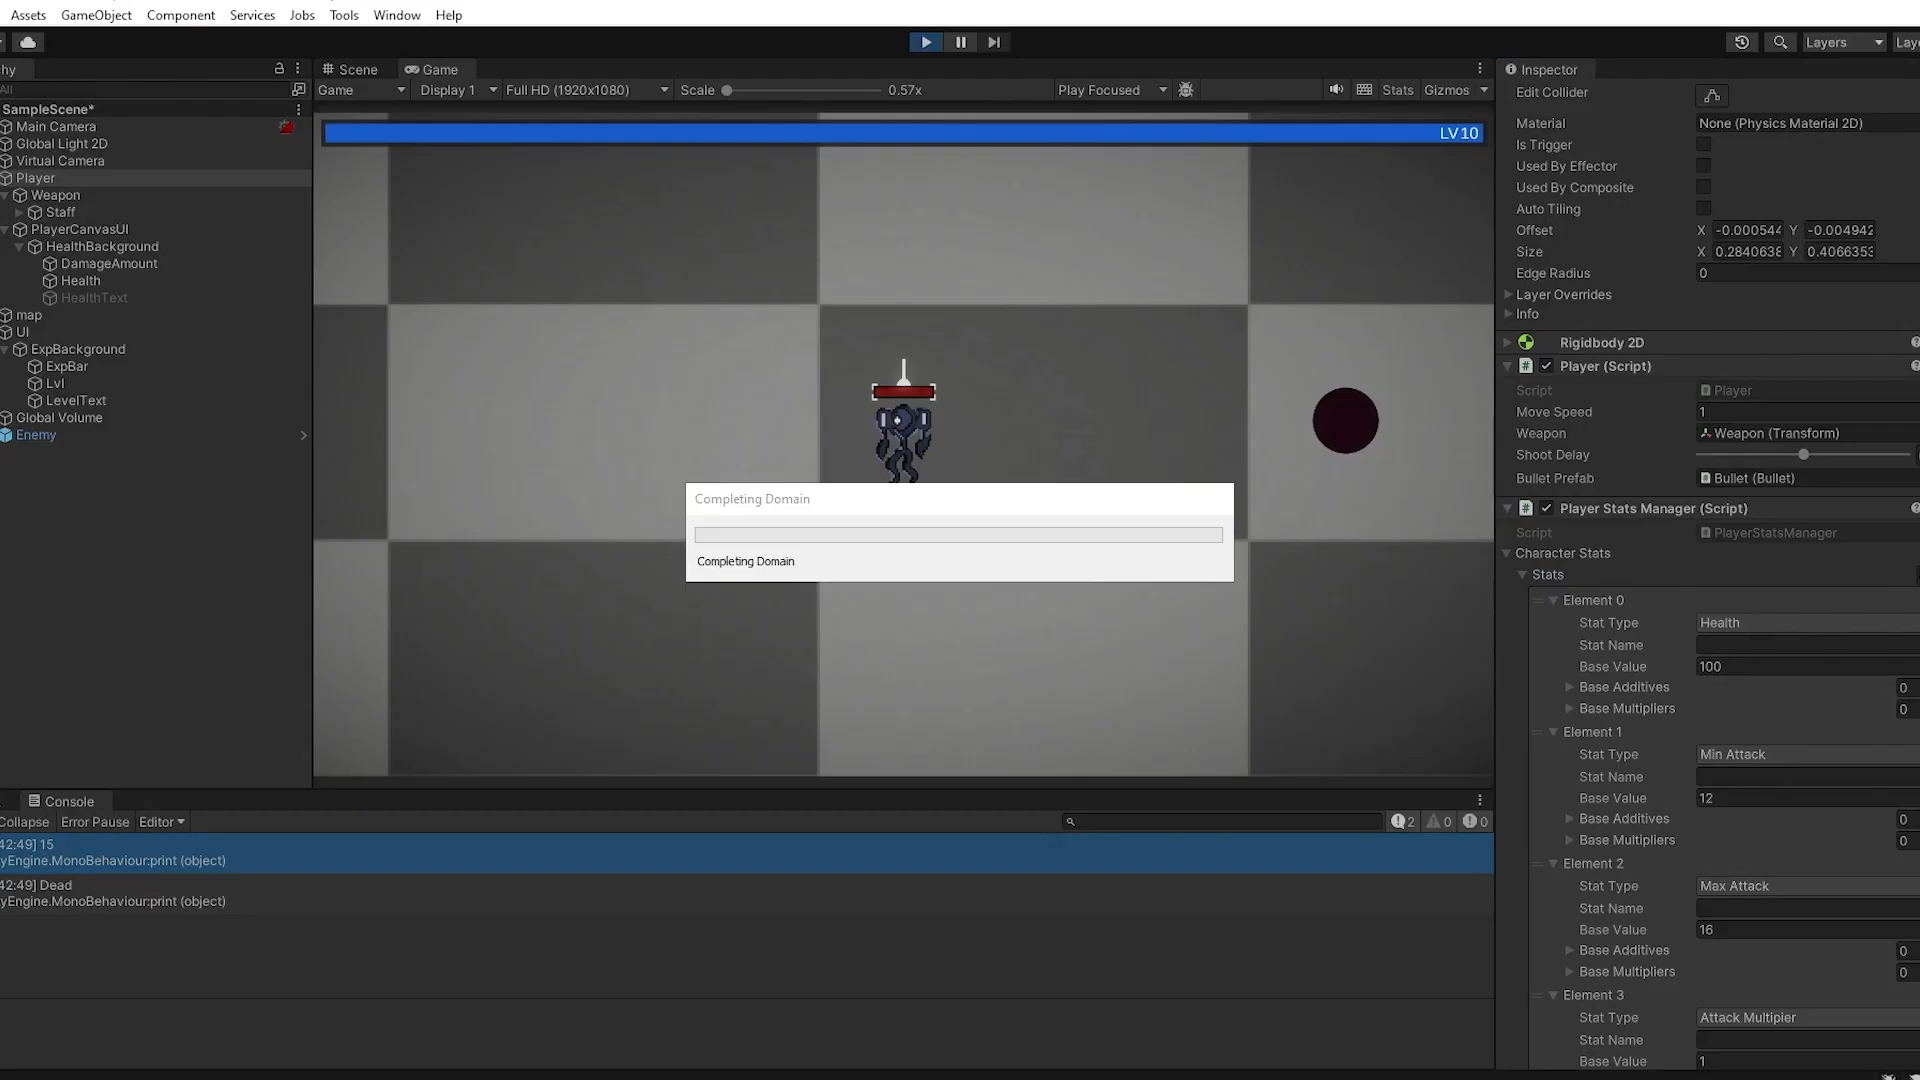 Assets GameObject Component Services Jobs Tools Window Help
Layers
hy Scene Game Inspector
All Game Display 1 Full HD (1920x1080) Scale 0.57x Play Focused Stats Gizmos
Edit Collider
SampleScene*
Main Camera
Global Light 2D
Virtual Camera
Player
Weapon
Staff
PlayerCanvasUI
HealthBackground
DamageAmount
Health
HealthText
map
UI
ExpBackground
ExpBar
Lvl
LevelText
Global Volume
Enemy
LV 10
Completing Domain
Completing Domain
Material None (Physics Material 2D)
Is Trigger
Used By Effector
Used By Composite
Auto Tiling
Offset X -0.000544 Y -0.004942
Size X 0.2840638 Y 0.4066353
Edge Radius 0
Layer Overrides
Info
Rigidbody 2D
# Player (Script)
Script Player
Move Speed 1
Weapon Weapon (Transform)
Shoot Delay
Bullet Prefab Bullet (Bullet)
# Player Stats Manager (Script)
Script PlayerStatsManager
Character Stats
Stats
Element 0
Stat Type Health
Stat Name
Base Value 100
Base Additives 0
Base Multipliers 0
Element 1
Stat Type Min Attack
Stat Name
Base Value 12
Base Additives 0
Base Multipliers 0
Element 2
Stat Type Max Attack
Stat Name
Base Value 16
Base Additives 0
Base Multipliers 0
Element 3
Stat Type Attack Multipier
Stat Name
Base Value 1
Console
Collapse Error Pause Editor 2 0 0
42:49] 15
yEngine.MonoBehaviour:print (object)
42:49] Dead
yEngine.MonoBehaviour:print (object)